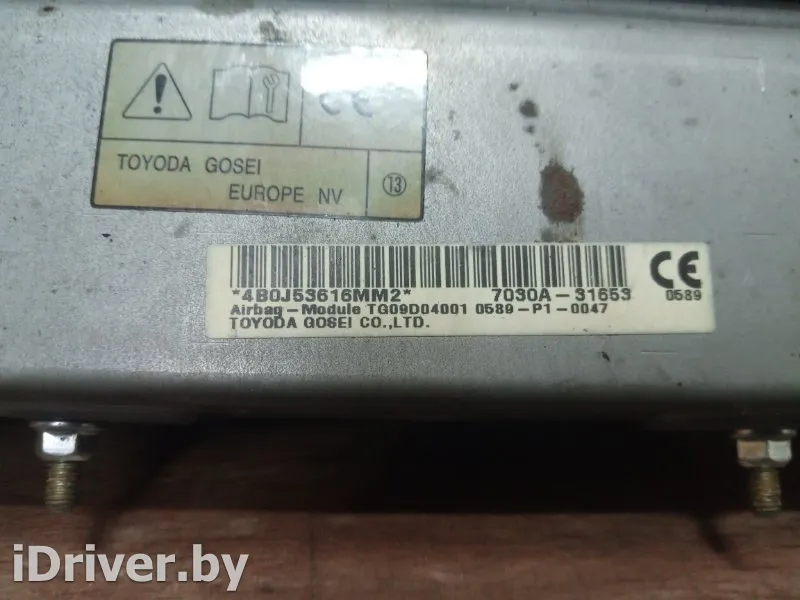 CE
TOYODA GOSEI
EUROPE NV
⑬
*4B0J53616MM2* 7030A-31653
Airbag-Module TG09D04001 0589-P1-0047
TOYODA GOSEI CO.,LTD.
CE
0589
iDriver.by